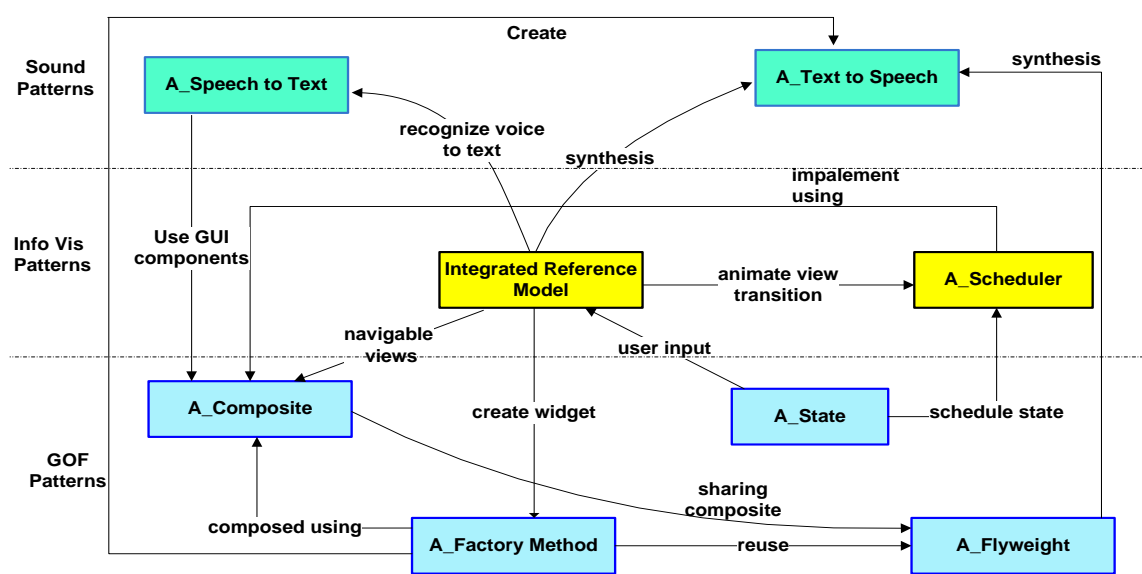 Create
Sound
Patterns
A_Speech to Text
A_Text to Speech
synthesis
recognize voice
to text
synthesis
impalement
using
Info Vis
Patterns
Use GUI
components
Integrated Reference
Model
animate view
transition
A_Scheduler
navigable
views
user input
A_Composite
create widget
A_State
schedule state
GOF
Patterns
sharing
composite
composed using
A_Factory Method
reuse
A_Flyweight